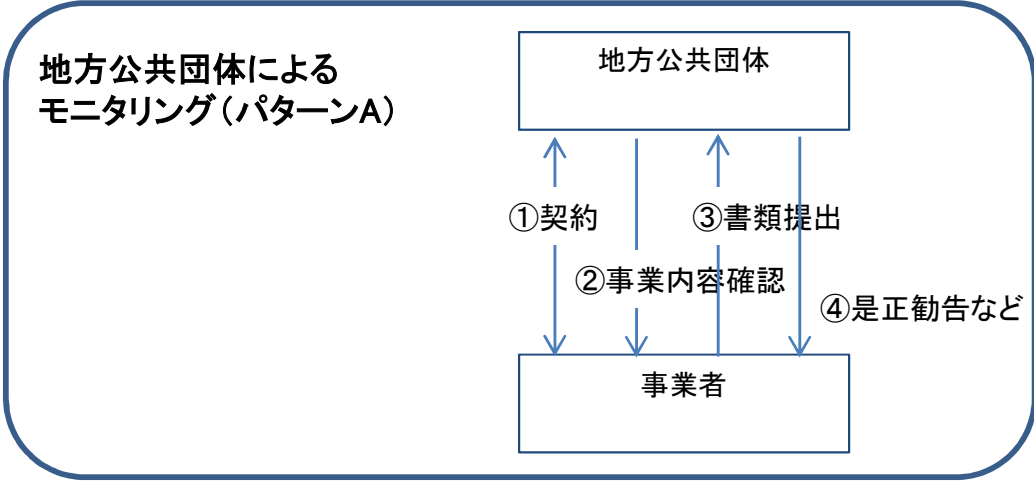 地方公共団体による
モニタリング（パターンA）
地方公共団体
①契約
③書類提出
②事業内容確認
④是正勧告など
事業者